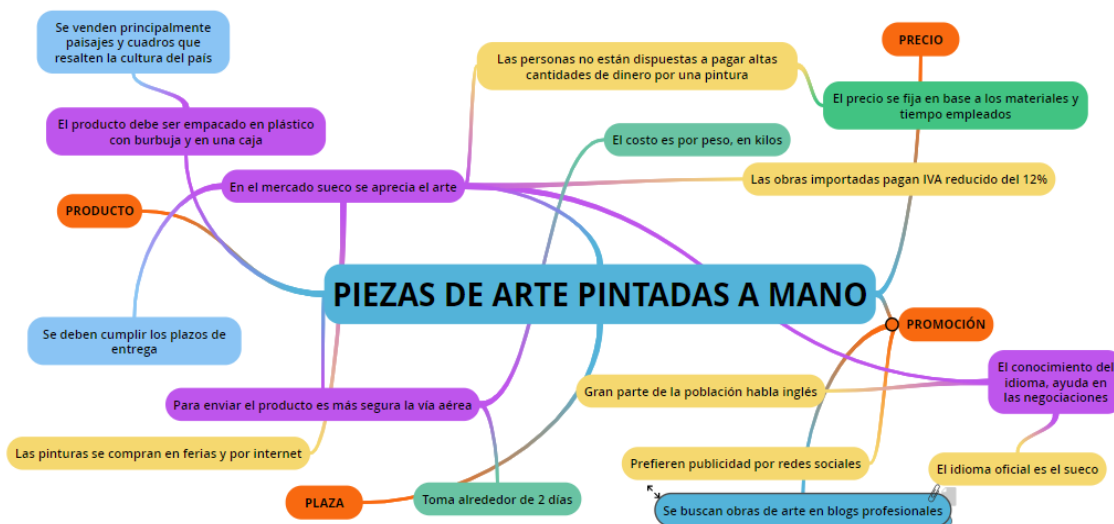 Se venden principalmente
paisajes y cuadros que
resalten la cultura del país
PRECIO
Las personas no están dispuestas a pagar altas
cantidades de dinero por una pintura
El precio se fija en base a los materiales y
tiempo empleados
El producto debe ser empacado en plástico
con burbuja y en una caja
El costo es por peso, en kilos
En el mercado sueco se aprecia el arte
Las obras importadas pagan IVA reducido del 12%
PRODUCTO
PIEZAS DE ARTE PINTADAS A MANO
PROMOCIÓN
Se deben cumplir los plazos de
entrega
El conocimiento del
idioma, ayuda en
las negociaciones
Gran parte de la población habla inglés
Para enviar el producto es más segura la vía aérea
Las pinturas se compran en ferias y por internet
Prefieren publicidad por redes sociales
El idioma oficial es el sueco
PLAZA
Toma alrededor de 2 días
Se buscan obras de arte en blogs profesionales